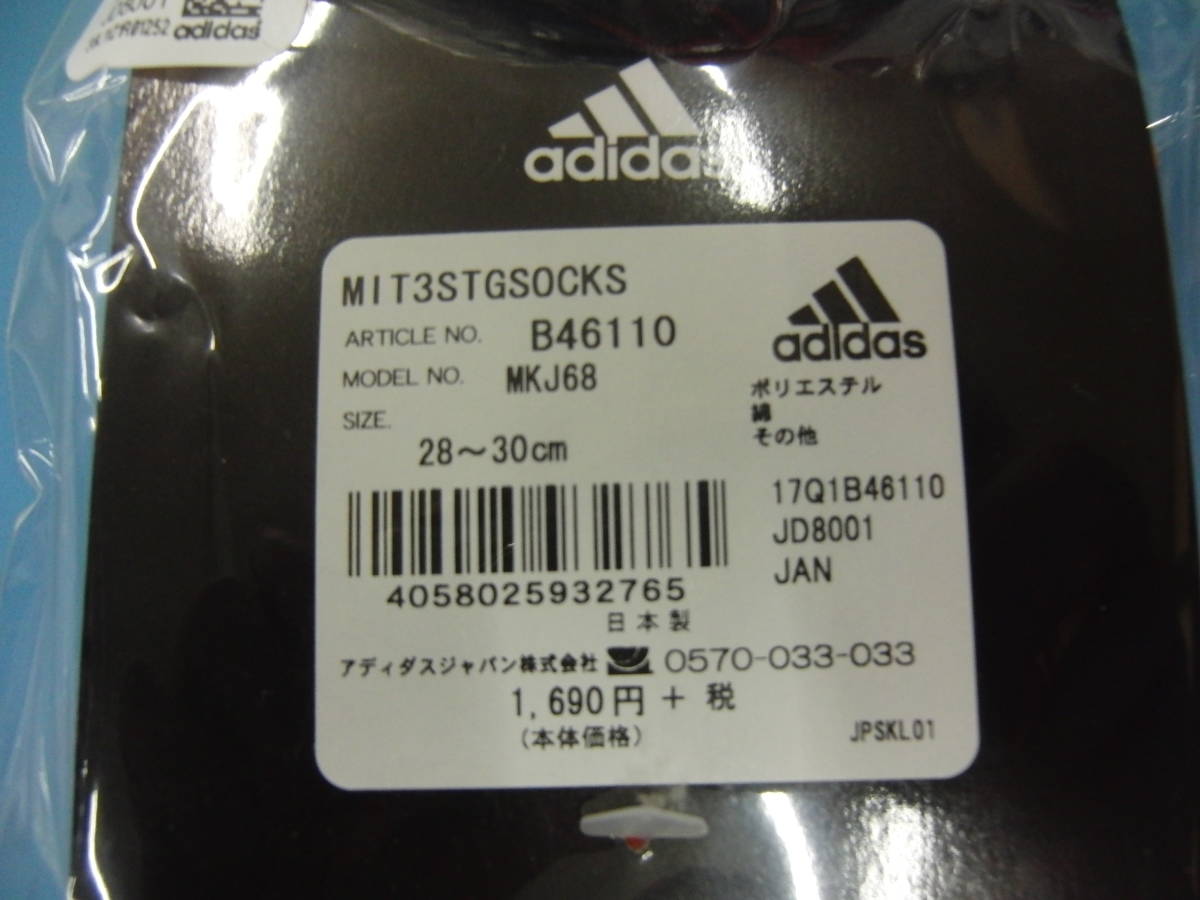 adidas
adidas
MIT3STGSOCKS
ARTICLE NO. B46110
MODEL NO. MKJ68
SIZE.
28～30cm
adidas
ポリエステル
綿
その他
17Q1B46110
JD8001
JAN
4058025932765
日本製
アディダスジャパン株式会社 0570-033-033
1,690円 + 税
(本体価格)
JPSKL01